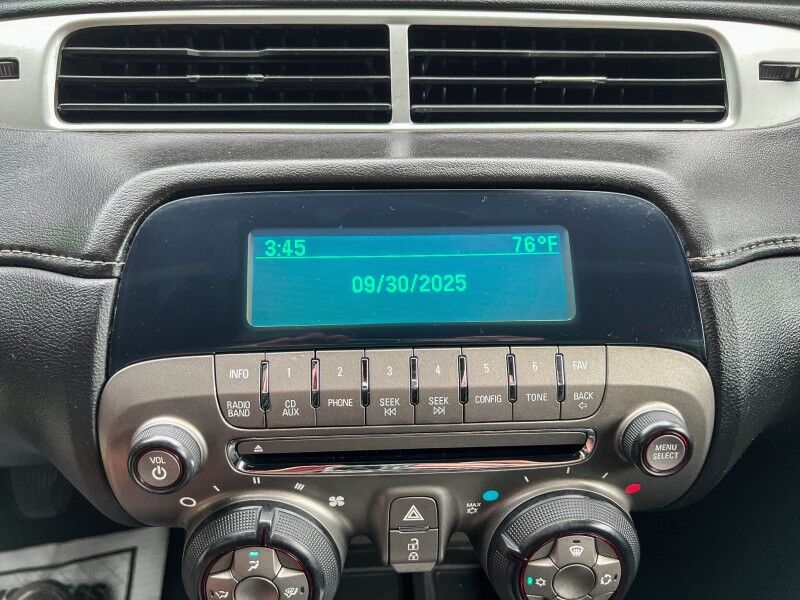 3:45 76°F
09/30/2025
INFO 1 2 3 4 5 6 FAV
RADIO BAND CD AUX PHONE SEEK SEEK CONFIG TONE BACK
VOL
MENU SELECT
MAX